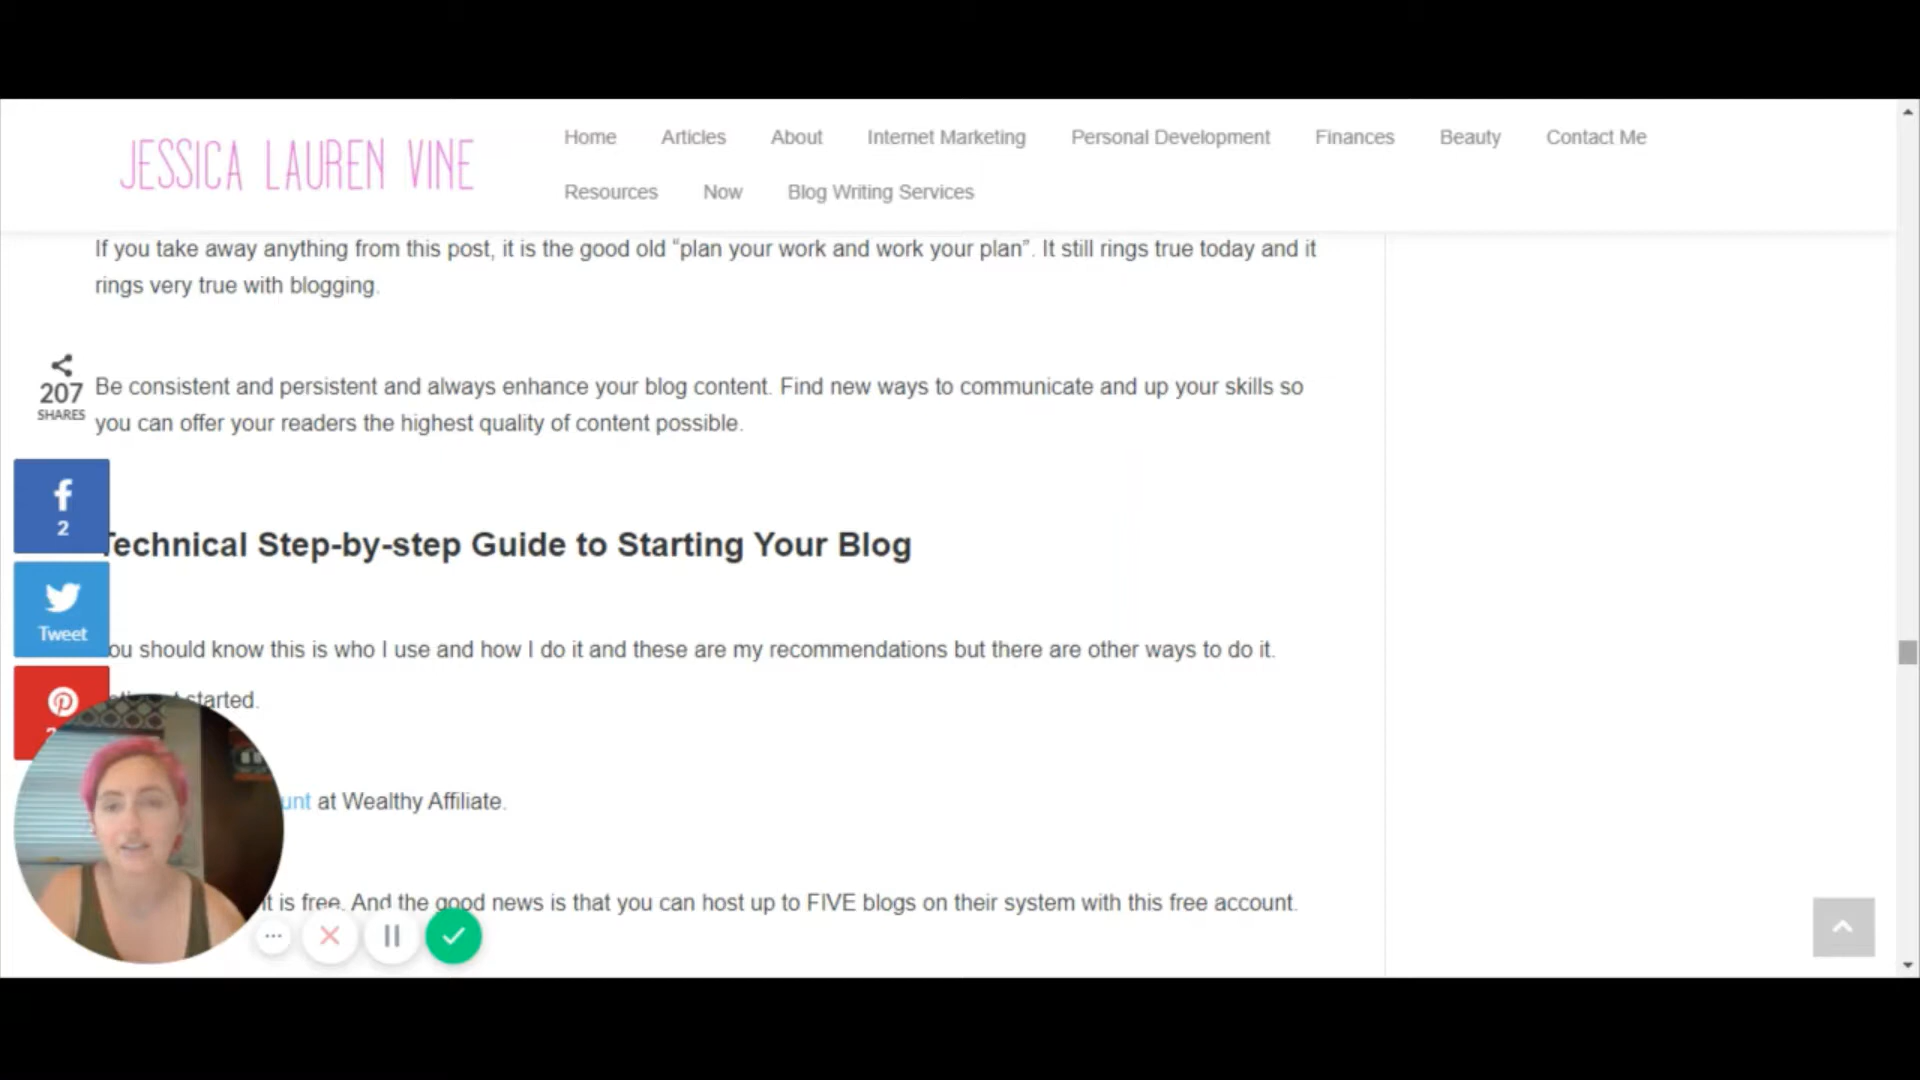 JESSICA LAUREN VINE
Home Articles About Internet Marketing Personal Development Finances Beauty Contact Me
Resources Now Blog Writing Services
If you take away anything from this post, it is the good old “plan your work and work your plan”. It still rings true today and it
rings very true with blogging.
207
SHARES
Be consistent and persistent and always enhance your blog content. Find new ways to communicate and up your skills so
you can offer your readers the highest quality of content possible.
2
Technical Step-by-step Guide to Starting Your Blog
Tweet
ou should know this is who I use and how I do it and these are my recommendations but there are other ways to do it.
started.
unt at Wealthy Affiliate.
It is free. And the good news is that you can host up to FIVE blogs on their system with this free account.